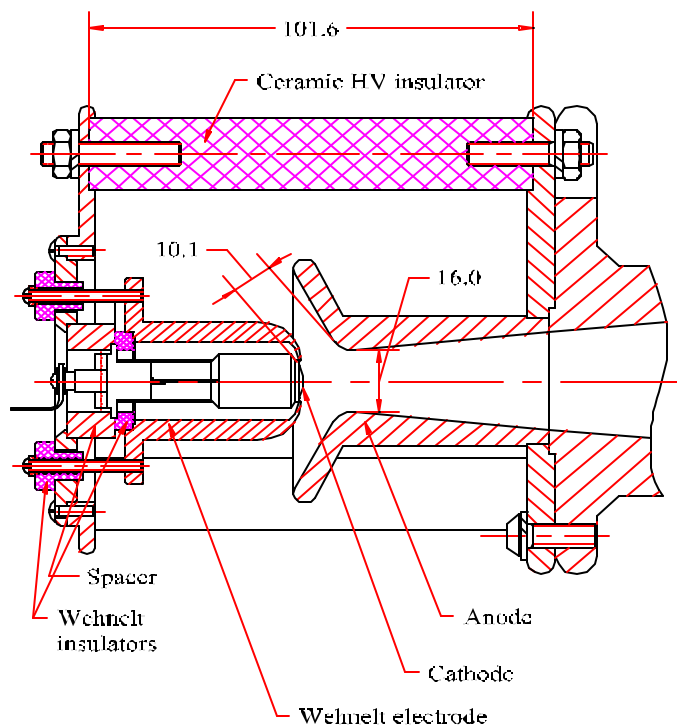 101.6
Ceramic HV insulator
10.1
16.0
Spacer
Wehnelt
insulators
Anode
Cathode
Wehnelt electrode